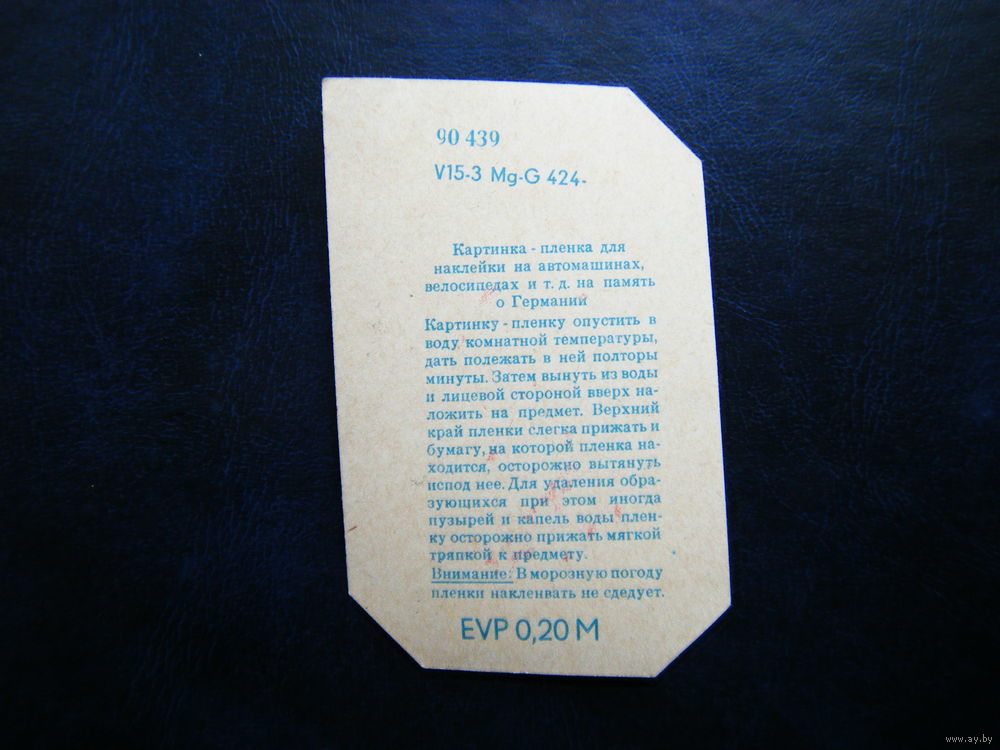 90 439
V15-3 Mg-G 424-
Картинка - пленка для
наклейки на автомашинах,
велосипедах и т. д. на память
о Германии
Картинку - пленку опустить в
воду комнатной температуры,
дать полежать в ней полторы
минуты. Затем вынуть из воды
и лицевой стороной вверх на-
ложить на предмет. Верхний
край пленки слегка прижать и
бумагу, на которой пленка на-
ходится, осторожно вытянуть
испод нее. Для удаления обра-
зующихся при этом иногда
пузырей и капель воды плен-
ку осторожно прижать мягкой
тряпкой к предмету.
Внимание: В морозную погоду
пленки накленвать не сдедует.
EVP 0,20 M
www.ay.by